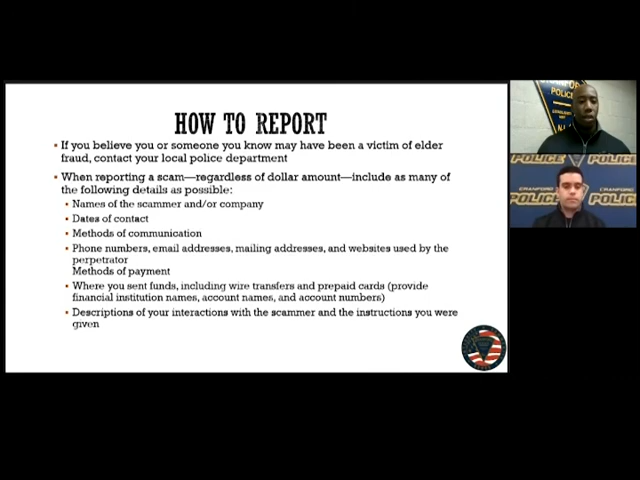 HOW TO REPORT
▪ If you believe you or someone you know may have been a victim of elder
fraud, contact your local police department
▪ When reporting a scam—regardless of dollar amount—include as many of
the following details as possible:
▪ Names of the scammer and/or company
▪ Dates of contact
▪ Methods of communication
▪ Phone numbers, email addresses, mailing addresses, and websites used by the
perpetrator
Methods of payment
▪ Where you sent funds, including wire transfers and prepaid cards (provide
financial institution names, account names, and account numbers)
▪ Descriptions of your interactions with the scammer and the instructions you were
given
POLICE
POLICE
POLICE
CRANFORD
POLICE
CRANFORD
POLICE